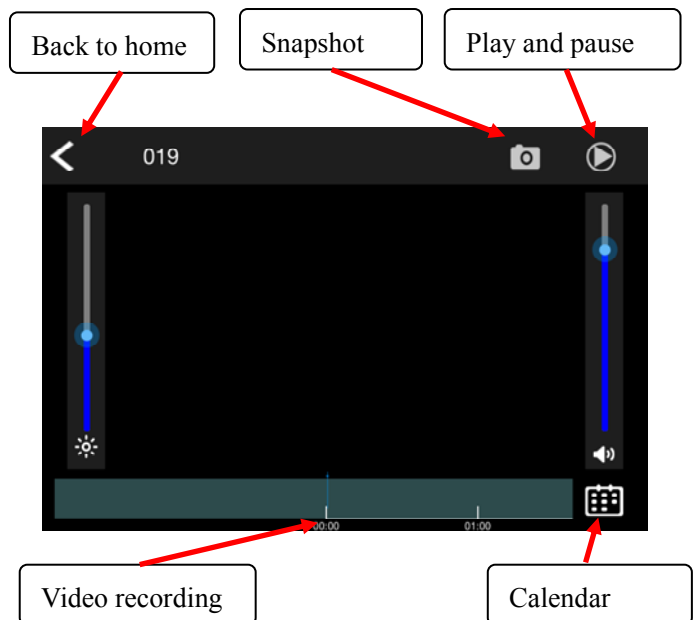 Back to home
Snapshot
Play and pause
019
00:00
01:00
Video recording
Calendar